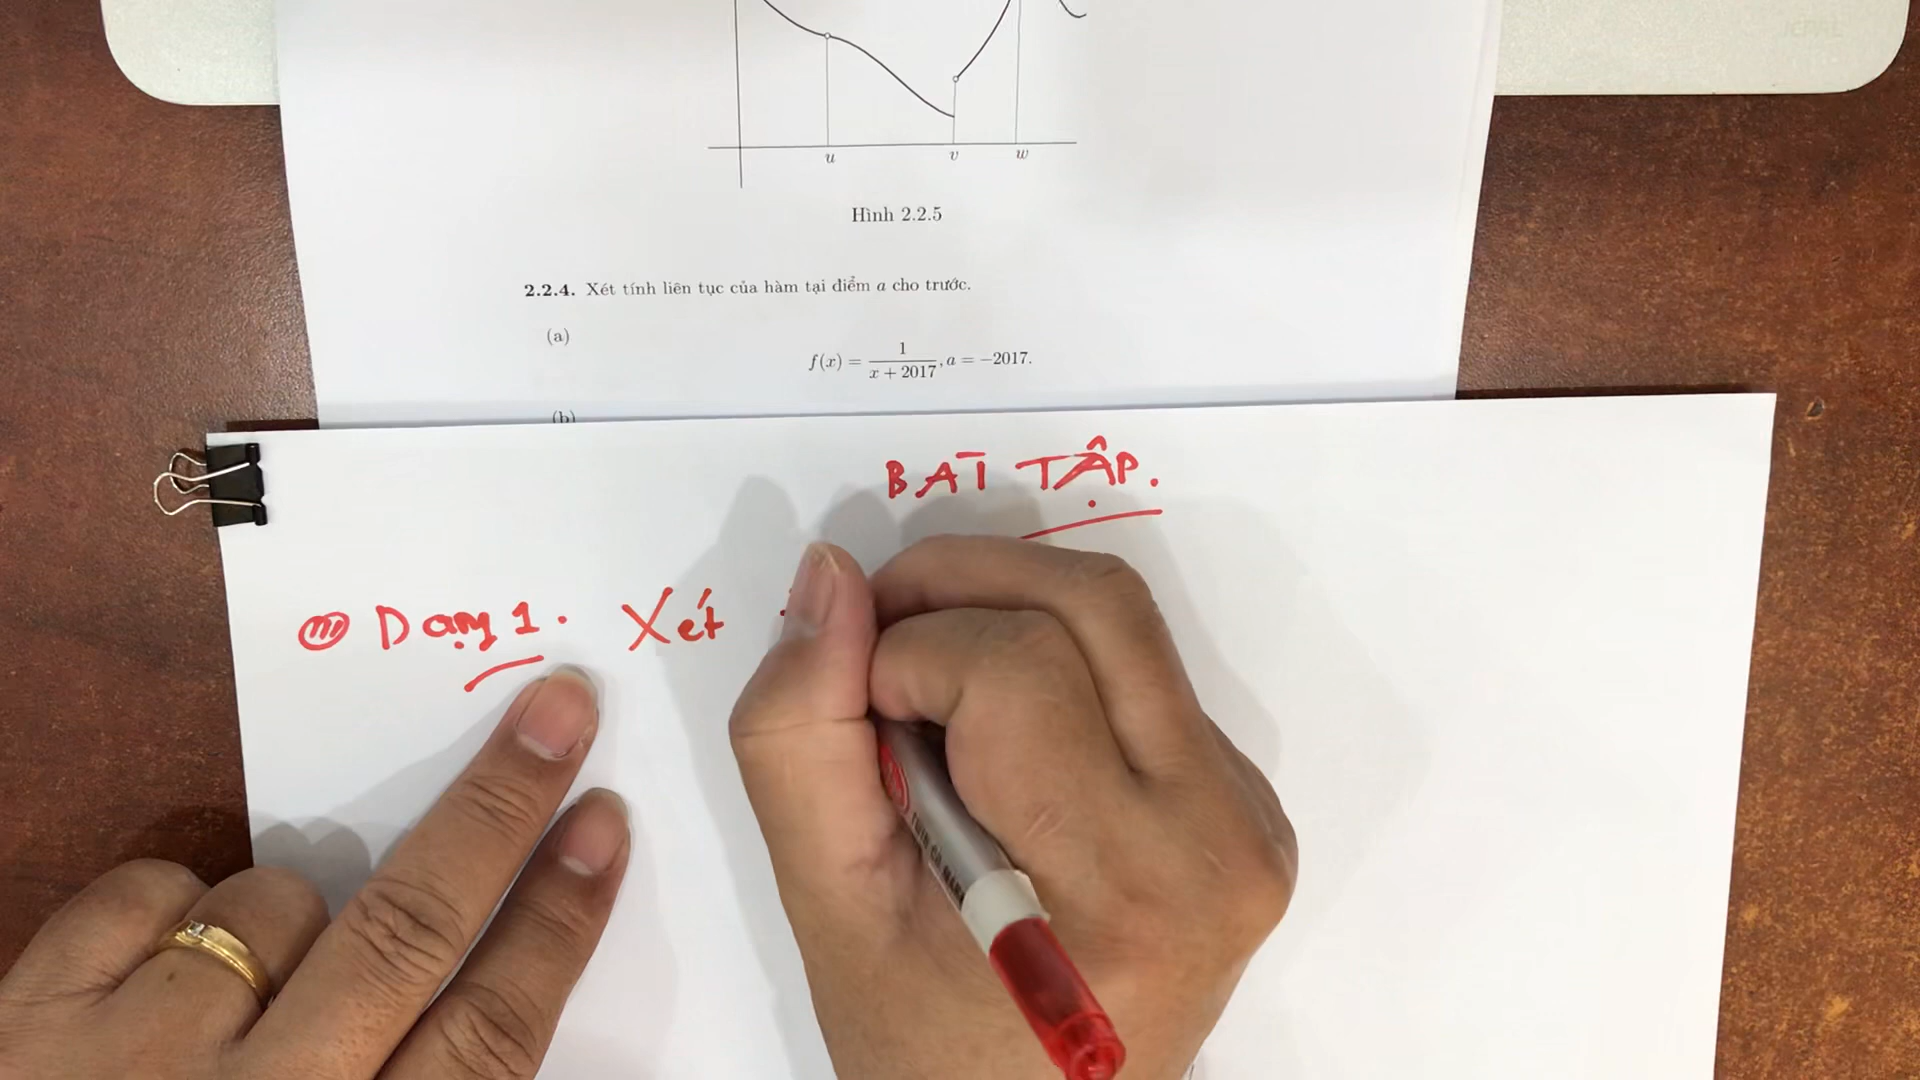 u v w
Hình 2.2.5
2.2.4. Xét tính liên tục của hàm tại điểm a cho trước.
(a)
f(x) = 1 / (x + 2017), a = −2017.
(b)
BÀI TẬP.
Dạng 1. Xét